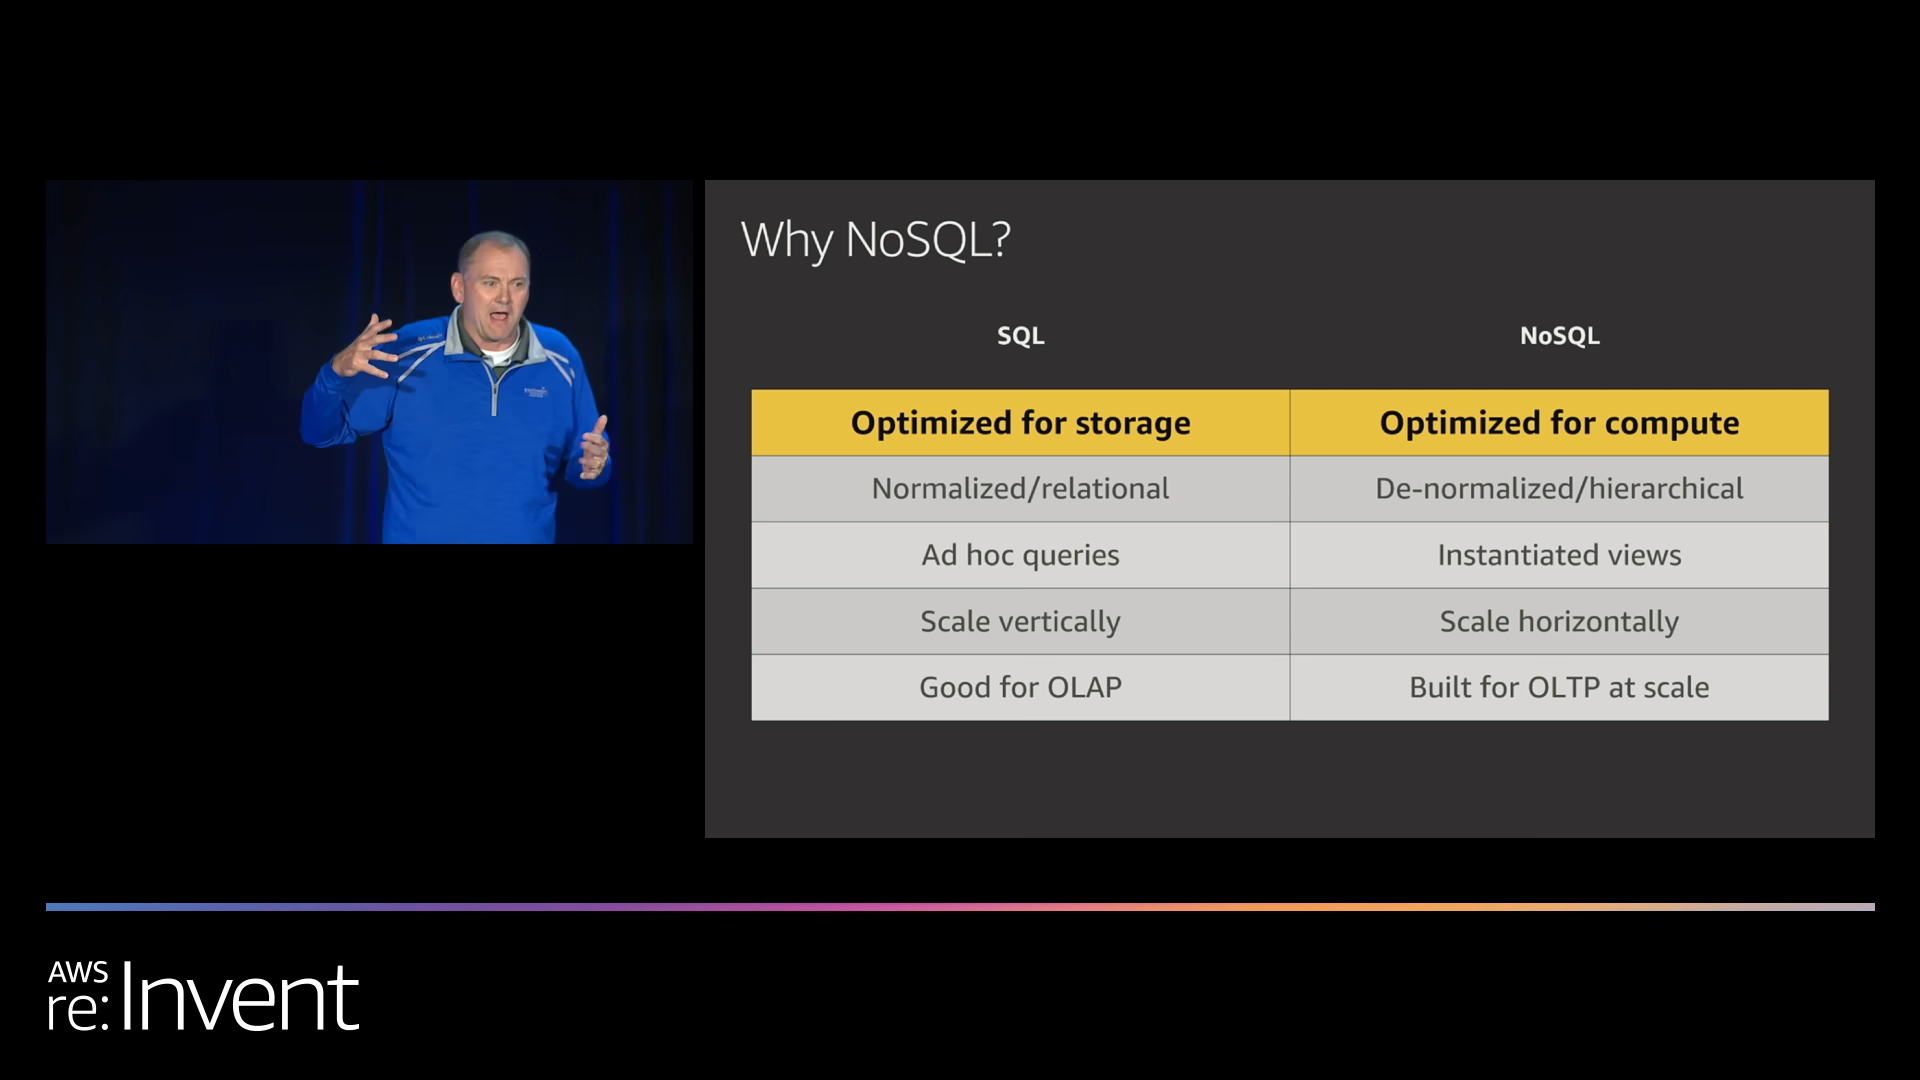 Why NoSQL?
SQL
NoSQL
Optimized for storage
Optimized for compute
Normalized/relational
De-normalized/hierarchical
Ad hoc queries
Instantiated views
Scale vertically
Scale horizontally
Good for OLAP
Built for OLTP at scale
AWS
re:Invent